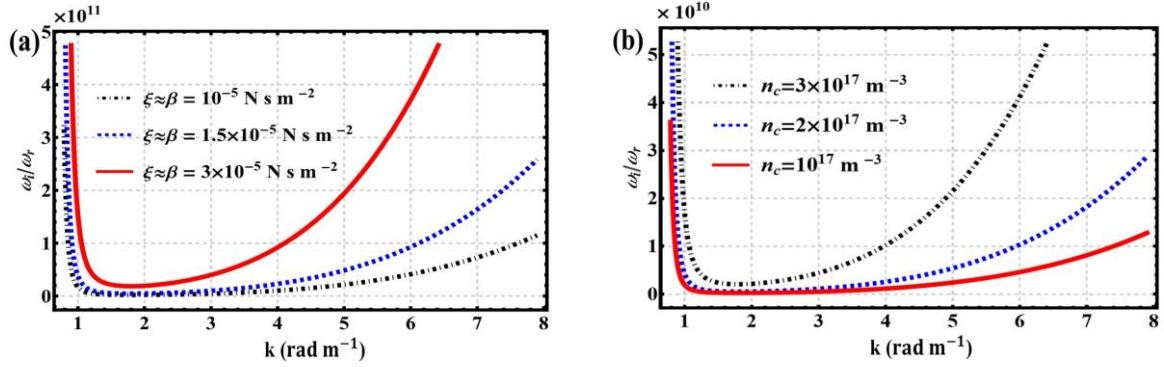 (a)
×10¹¹
5
4
3
2
1
0
ωᵢ/ωᵣ
ξ≈β = 10⁻⁵ N s m⁻²
ξ≈β = 1.5×10⁻⁵ N s m⁻²
ξ≈β = 3×10⁻⁵ N s m⁻²
1 2 3 4 5 6 7 8
k (rad m⁻¹)
(b)
× 10¹⁰
5
4
3
2
1
0
ωᵢ/ωᵣ
n_c=3×10¹⁷ m⁻³
n_c=2×10¹⁷ m⁻³
n_c=10¹⁷ m⁻³
1 2 3 4 5 6 7 8
k (rad m⁻¹)